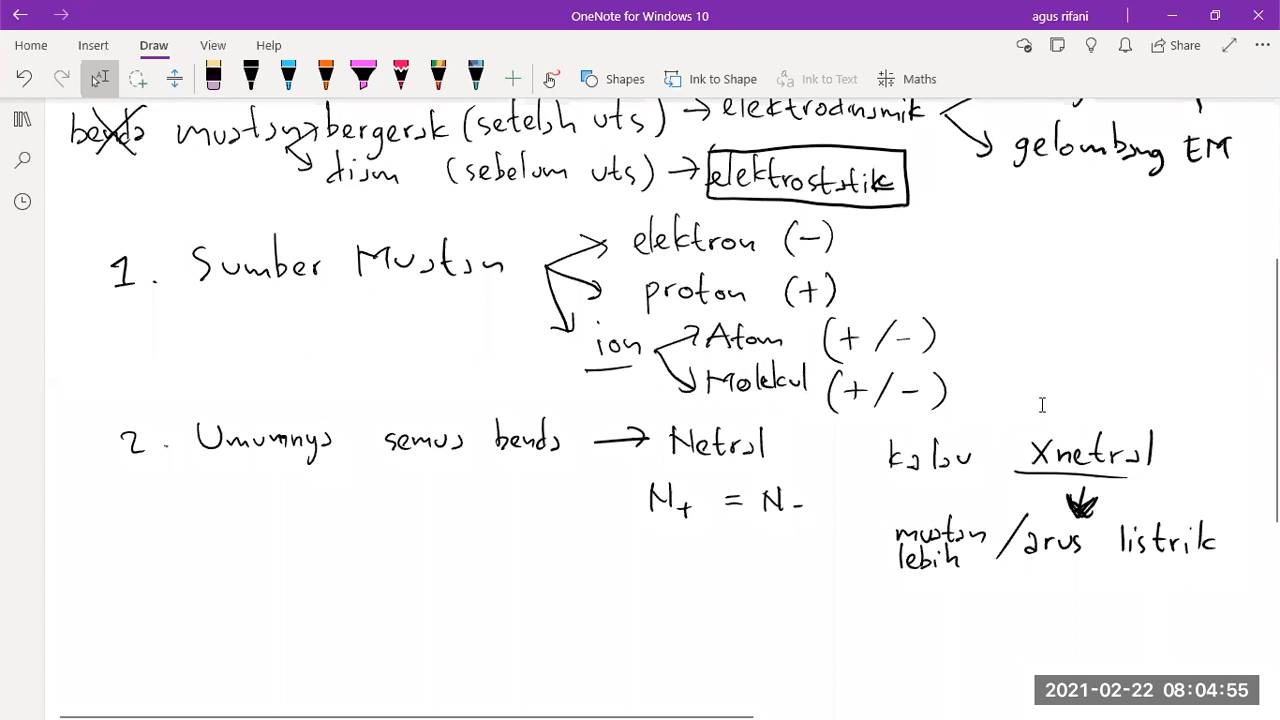 OneNote for Windows 10
agus rifani
Home Insert Draw View Help
Share
Shapes Ink to Shape Ink to Text Maths
benda muatan → bergerak (setelah uts) → elektrodinamik
gelombang EM
diam (sebelum uts) → elektrostatik
1. Sumber Muatan
elektron (-)
proton (+)
ion
Atom (+/-)
Molekul (+/-)
2. Umumnya semua benda → Netral
N+ = N-
kalau Xnetral
muatan lebih / arus listrik
2021-02-22 08:04:55